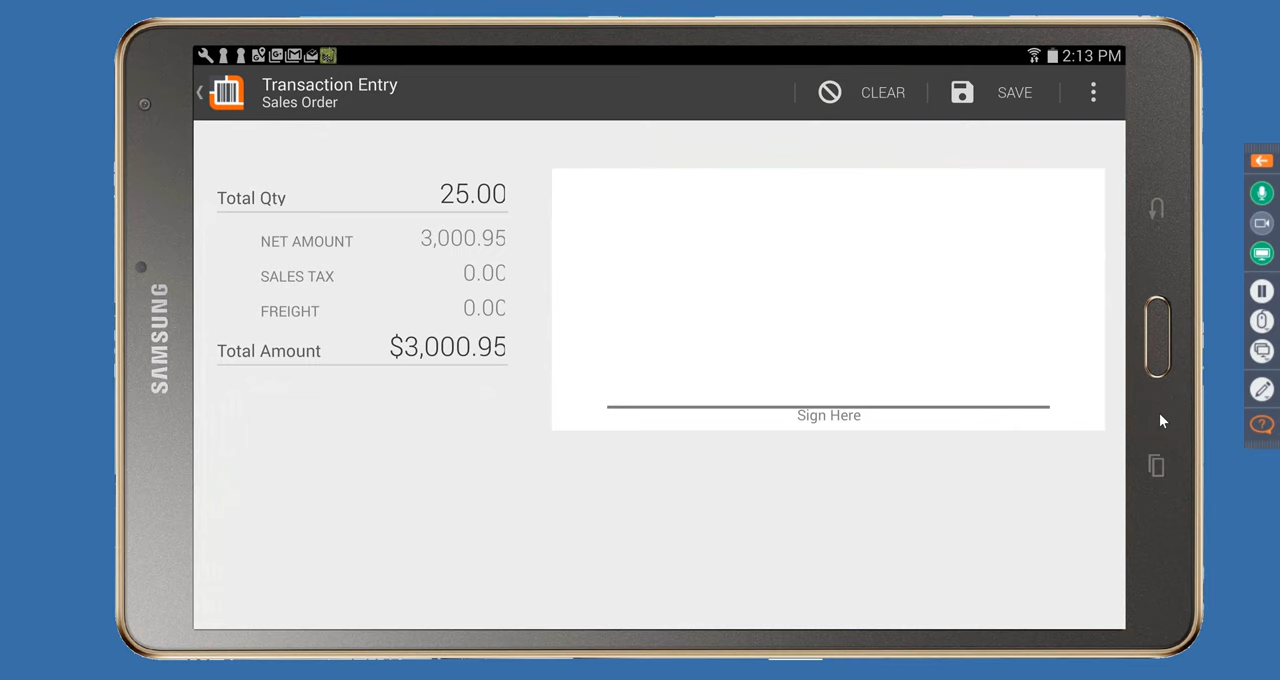 2:13 PM
Transaction Entry
Sales Order
CLEAR
SAVE
Total Qty 25.00
NET AMOUNT 3,000.95
SALES TAX 0.00
FREIGHT 0.00
Total Amount $3,000.95
Sign Here
SAMSUNG